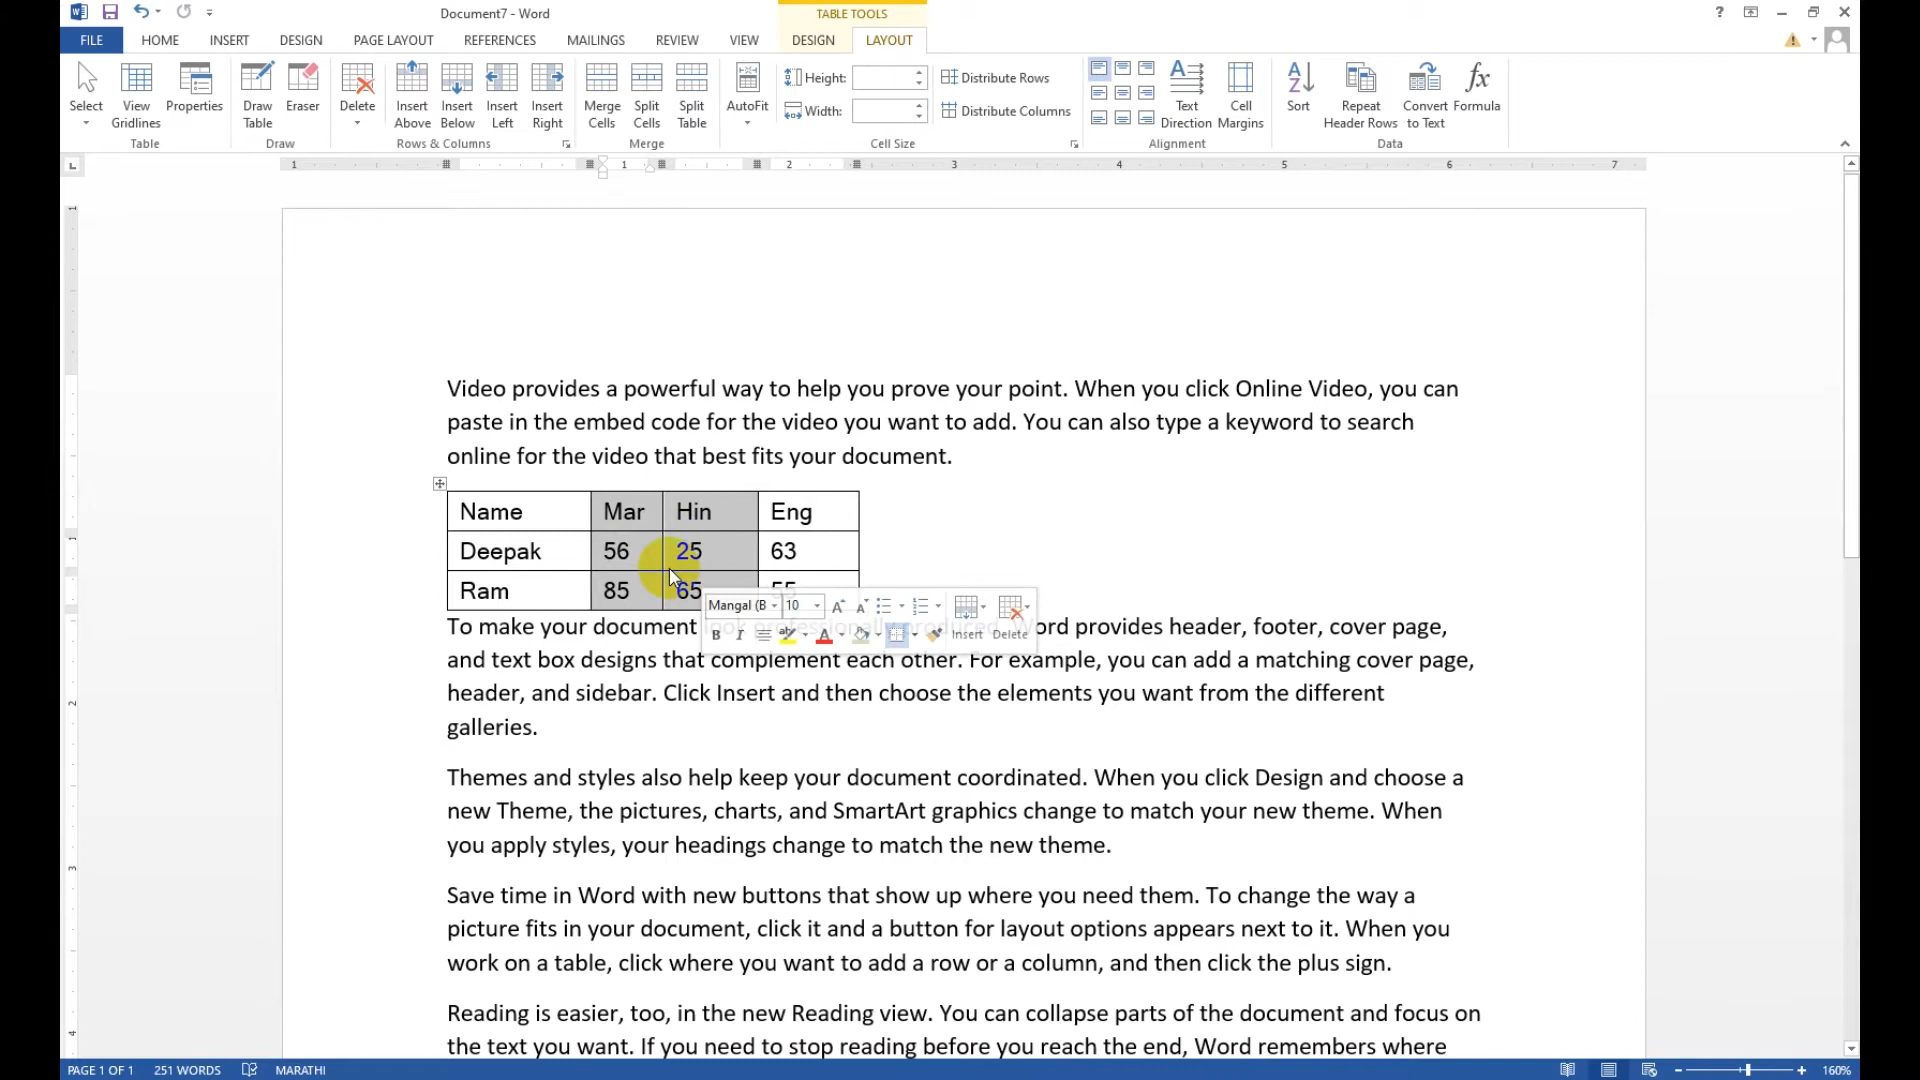 Document7 - Word
TABLE TOOLS
?
FILE
HOME
INSERT
DESIGN
PAGE LAYOUT
REFERENCES
MAILINGS
REVIEW
VIEW
DESIGN
LAYOUT
Select
View Gridlines
Properties
Draw Table
Eraser
Delete
Insert Above
Insert Below
Insert Left
Insert Right
Merge Cells
Split Cells
Split Table
AutoFit
Height:
Width:
Distribute Rows
Distribute Columns
Text Direction
Cell Margins
Sort
Repeat Header Rows
Convert to Text
Formula
Table
Draw
Rows & Columns
Merge
Cell Size
Alignment
Data
1 1 2 3 4 5 6 7
Video provides a powerful way to help you prove your point. When you click Online Video, you can
paste in the embed code for the video you want to add. You can also type a keyword to search
online for the video that best fits your document.
Name Mar Hin Eng
Deepak 56 25 63
Ram 85 65 55
Mangal (B 10
B I Insert Delete
To make your document look professionally produced, Word provides header, footer, cover page,
and text box designs that complement each other. For example, you can add a matching cover page,
header, and sidebar. Click Insert and then choose the elements you want from the different
galleries.
Themes and styles also help keep your document coordinated. When you click Design and choose a
new Theme, the pictures, charts, and SmartArt graphics change to match your new theme. When
you apply styles, your headings change to match the new theme.
Save time in Word with new buttons that show up where you need them. To change the way a
picture fits in your document, click it and a button for layout options appears next to it. When you
work on a table, click where you want to add a row or a column, and then click the plus sign.
Reading is easier, too, in the new Reading view. You can collapse parts of the document and focus on
the text you want. If you need to stop reading before you reach the end, Word remembers where
PAGE 1 OF 1
251 WORDS
MARATHI
160%